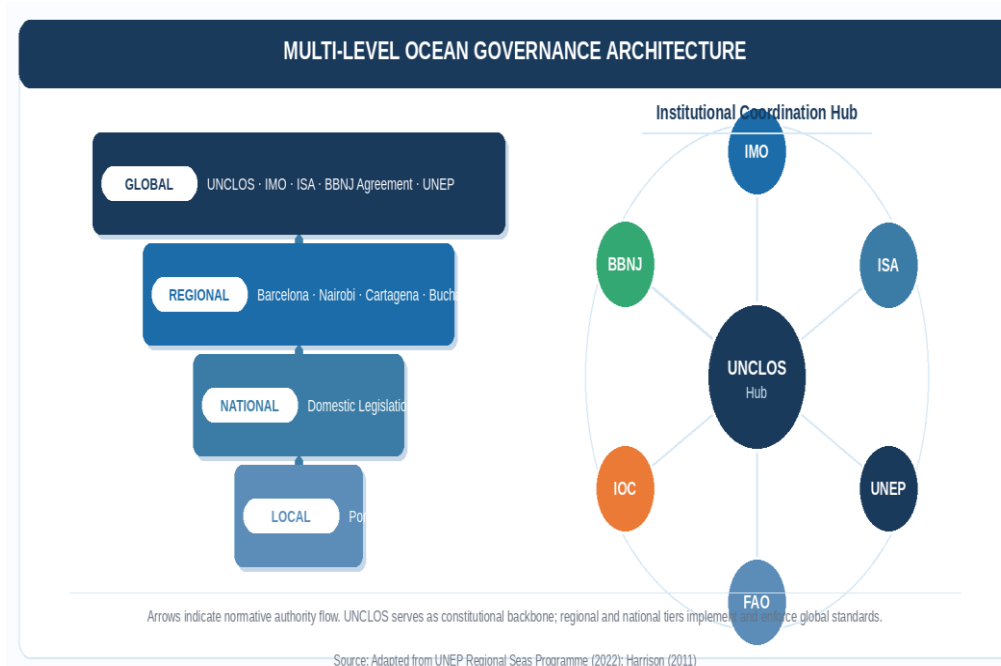 MULTI-LEVEL OCEAN GOVERNANCE ARCHITECTURE
GLOBAL UNCLOS · IMO · ISA · BBNJ Agreement · UNEP
REGIONAL Barcelona · Nairobi · Cartagena · Buch
NATIONAL Domestic Legislatio
LOCAL Por
Institutional Coordination Hub
IMO
BBNJ
ISA
UNCLOS
Hub
IOC
UNEP
FAO
Arrows indicate normative authority flow. UNCLOS serves as constitutional backbone; regional and national tiers implement and enforce global standards.
Source: Adapted from UNEP Regional Seas Programme (2022); Harrison (2011)